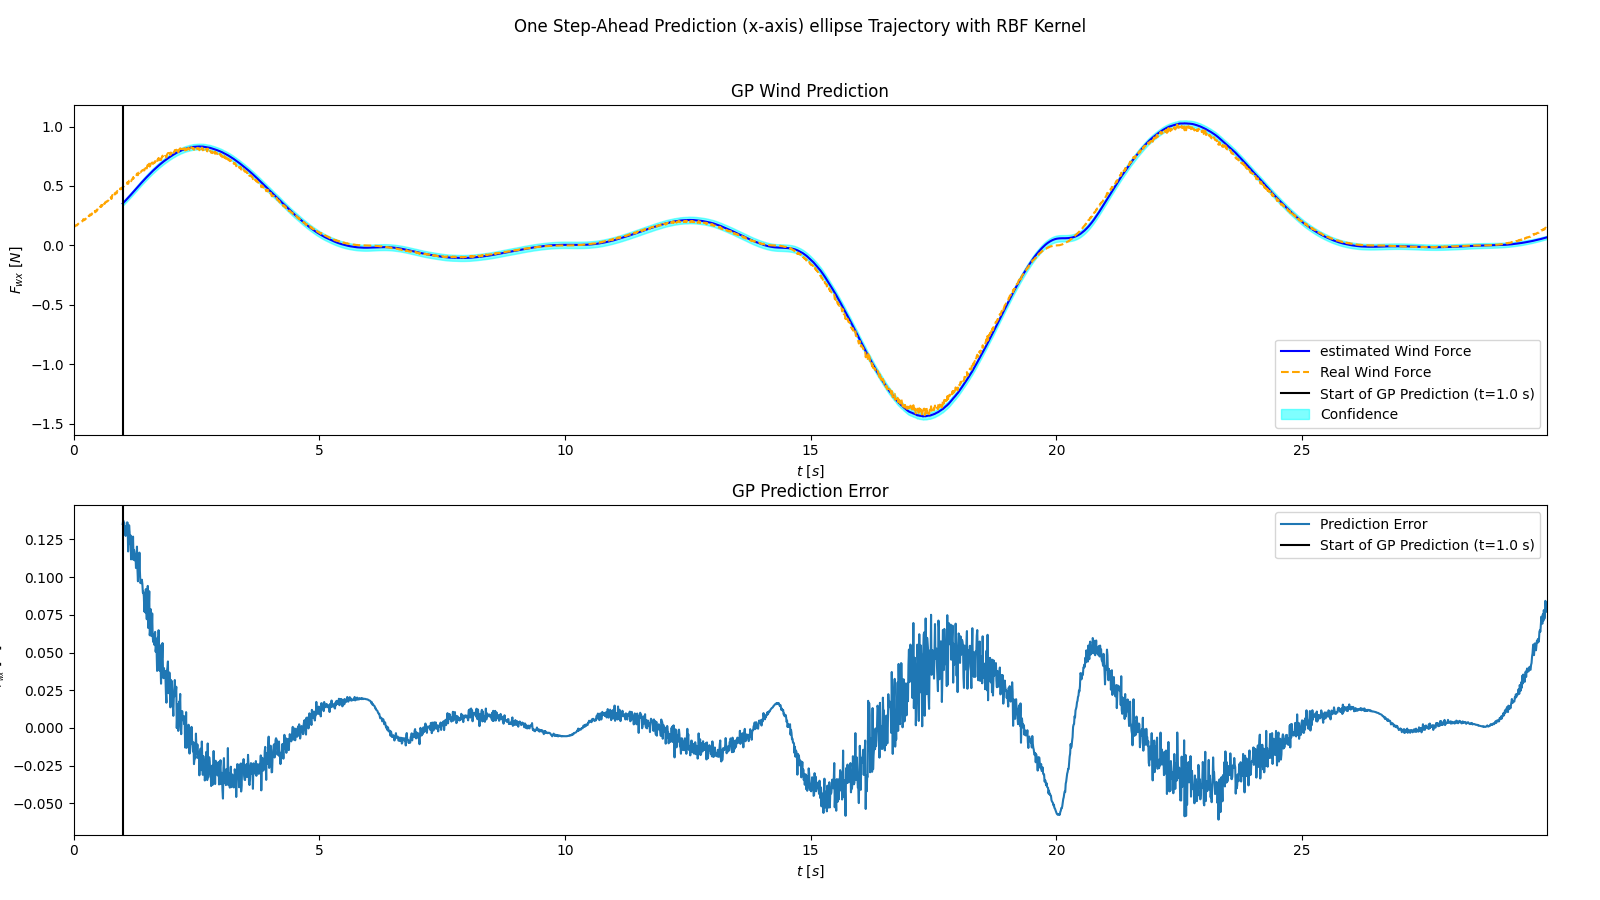 One Step-Ahead Prediction (x-axis) ellipse Trajectory with RBF Kernel
GP Wind Prediction
1.0
0.5
0.0
−0.5
−1.0
−1.5
F_wx [N]
estimated Wind Force
Real Wind Force
Start of GP Prediction (t=1.0 s)
Confidence
0 5 10 15 20 25
t [s]
GP Prediction Error
0.125
0.100
0.075
0.050
0.025
0.000
−0.025
−0.050
Prediction Error
Start of GP Prediction (t=1.0 s)
0 5 10 15 20 25
t [s]